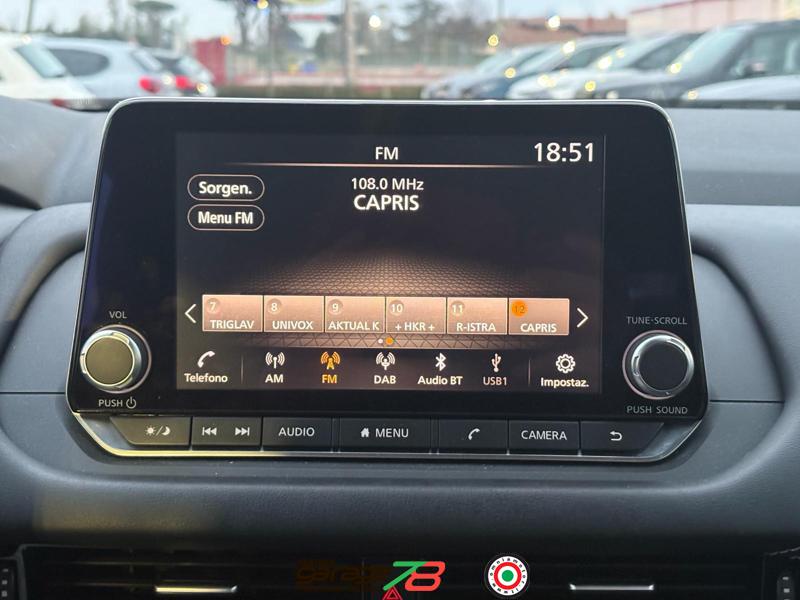 FM
18:51
Sorgen.
Menu FM
108.0 MHz
CAPRIS
7 TRIGLAV
8 UNIVOX
9 AKTUAL K
10 + HKR +
11 R-ISTRA
12 CAPRIS
Telefono AM FM DAB Audio BT USB1 Impostaz.
VOL
PUSH
TUNE·SCROLL
PUSH SOUND
AUDIO
MENU
CAMERA
garage 78